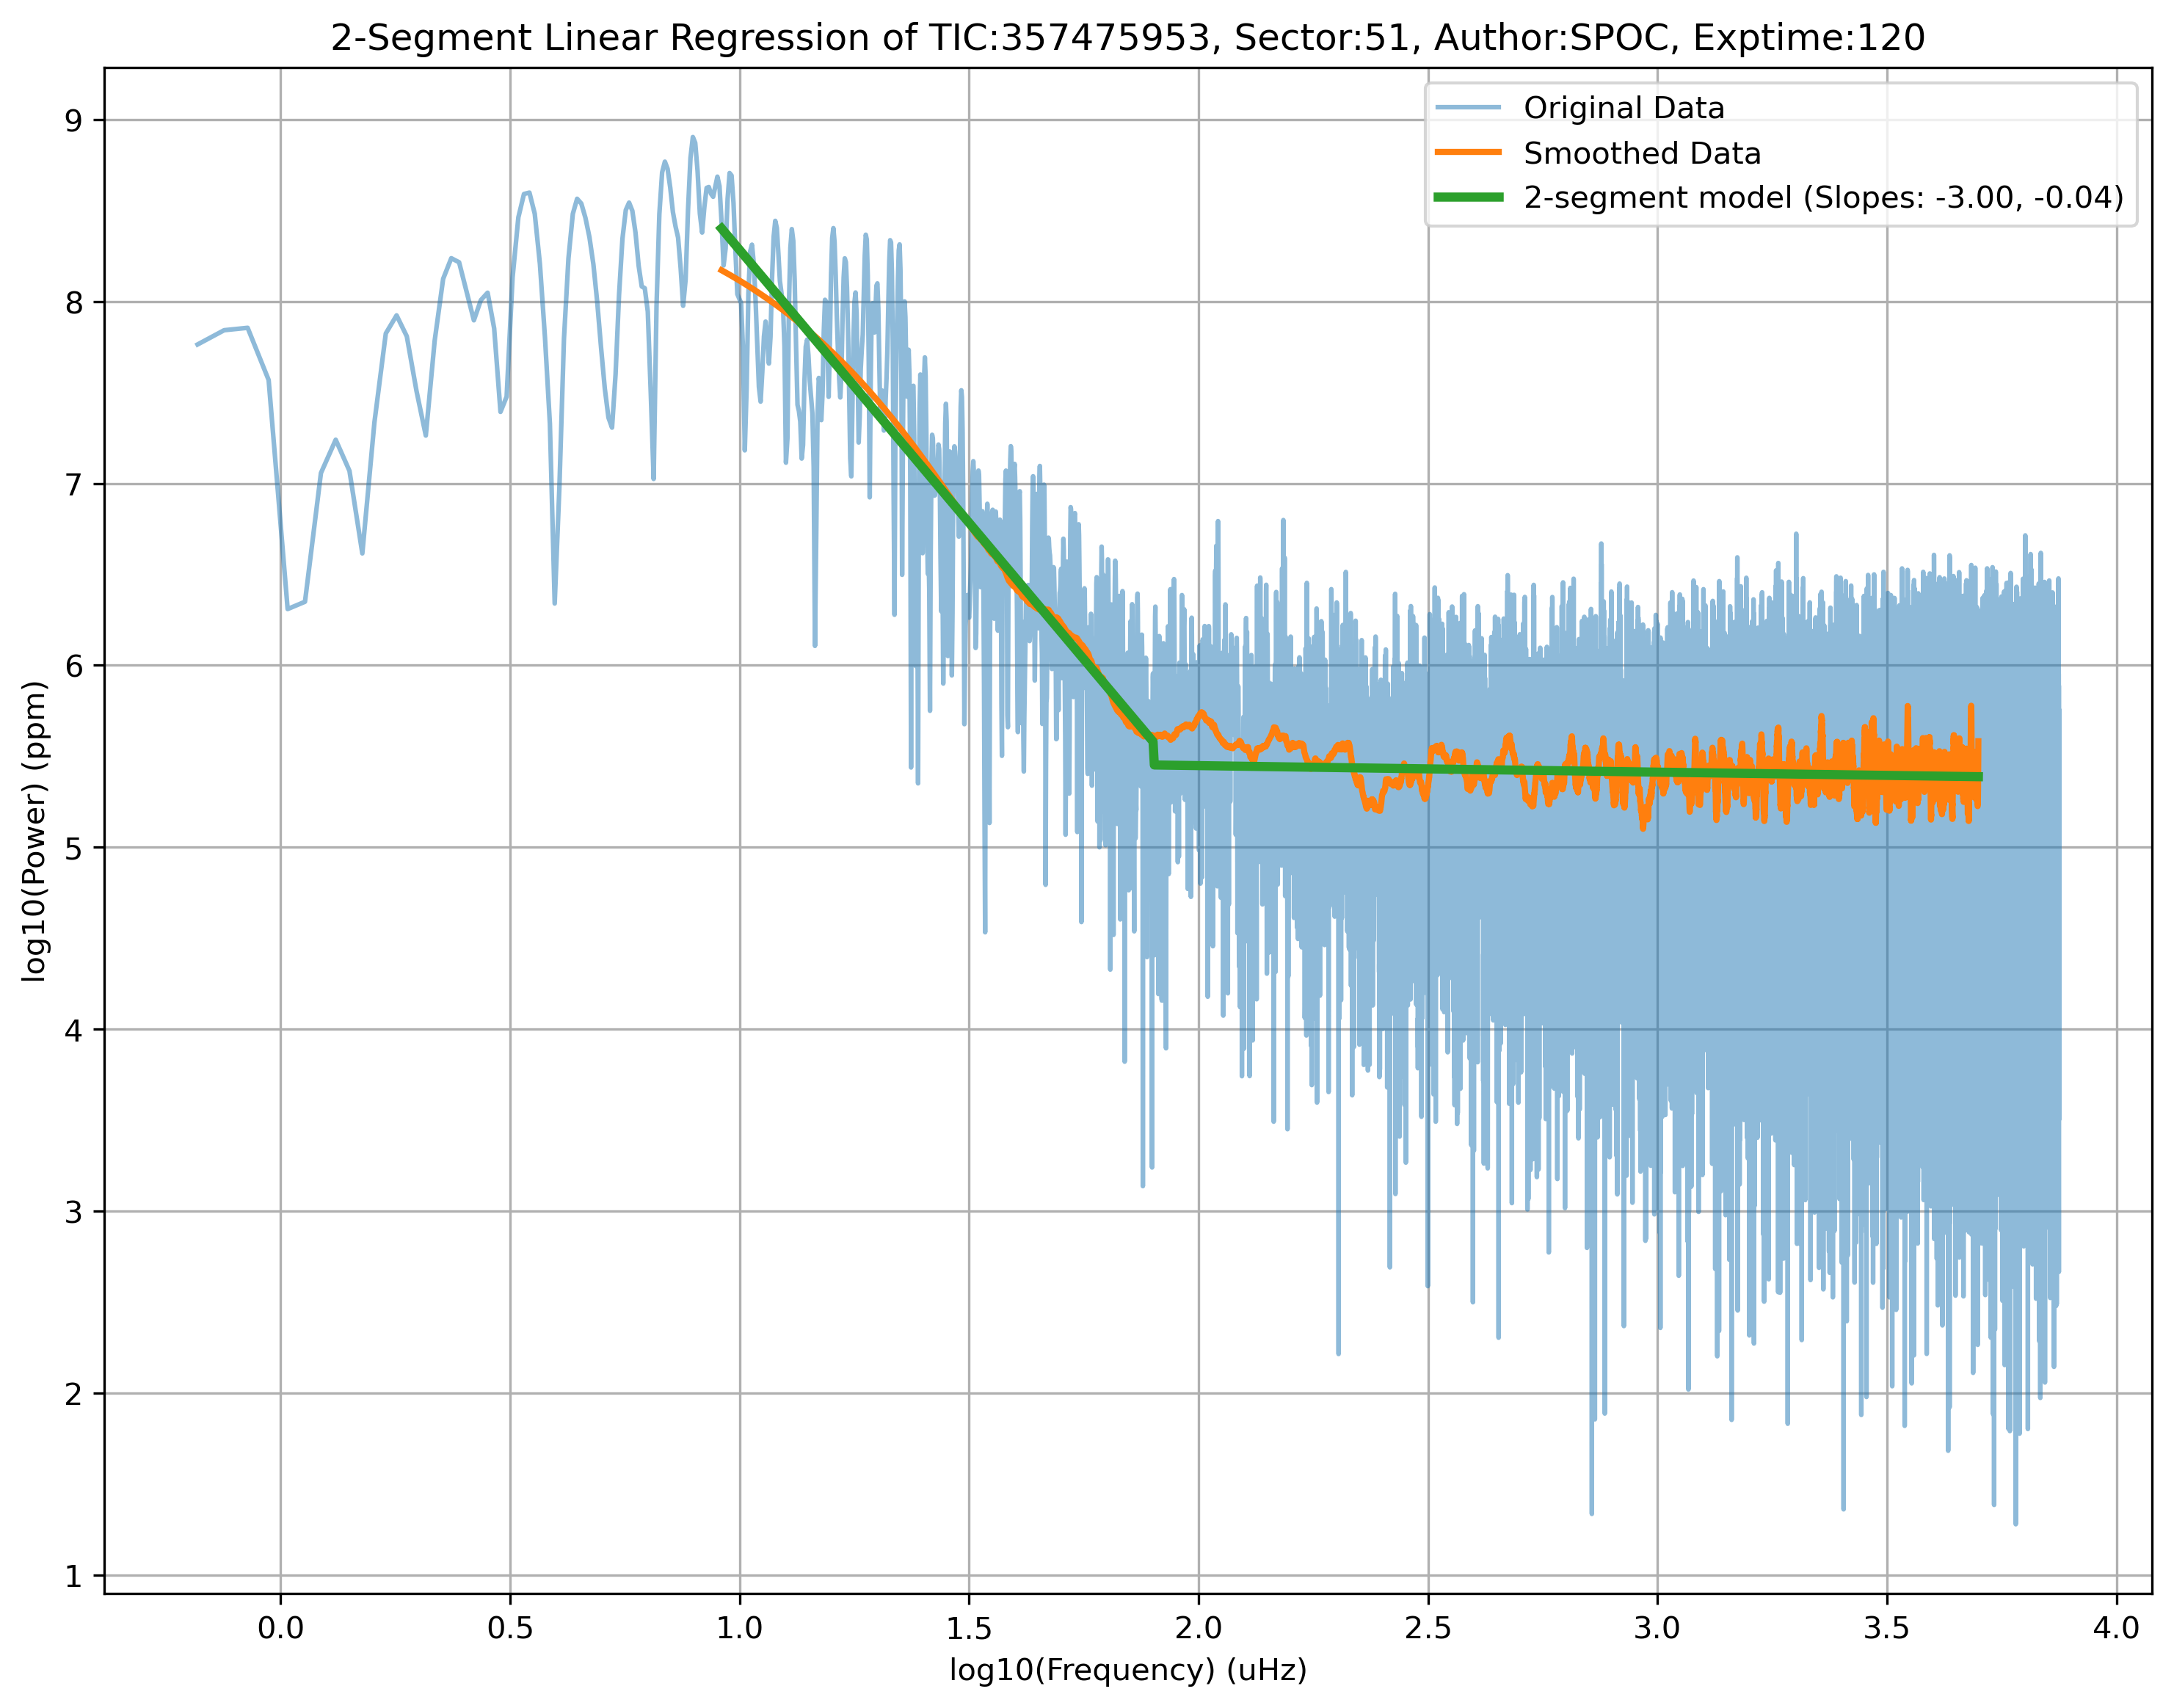 2-Segment Linear Regression of TIC:357475953, Sector:51, Author:SPOC, Exptime:120
Original Data
Smoothed Data
2-segment model (Slopes: -3.00, -0.04)
log10(Power) (ppm)
9
8
7
6
5
4
3
2
1
0.0 0.5 1.0 1.5 2.0 2.5 3.0 3.5 4.0
log10(Frequency) (uHz)